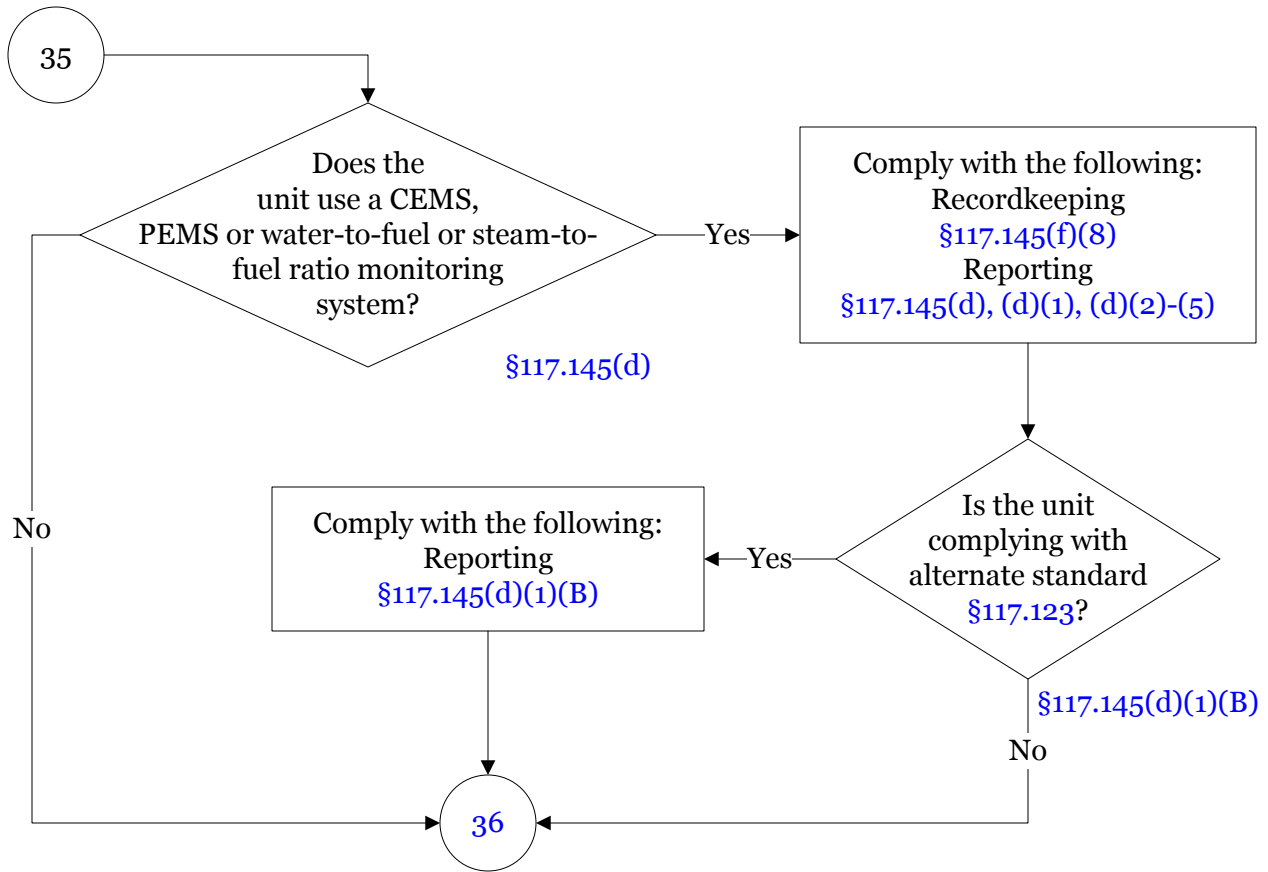 35
Does the
unit use a CEMS,
PEMS or water-to-fuel or steam-to-
fuel ratio monitoring
system?
§117.145(d)
Yes
Comply with the following:
Recordkeeping
§117.145(f)(8)
Reporting
§117.145(d), (d)(1), (d)(2)-(5)
No
Is the unit
complying with
alternate standard
§117.123?
§117.145(d)(1)(B)
Yes
Comply with the following:
Reporting
§117.145(d)(1)(B)
No
36